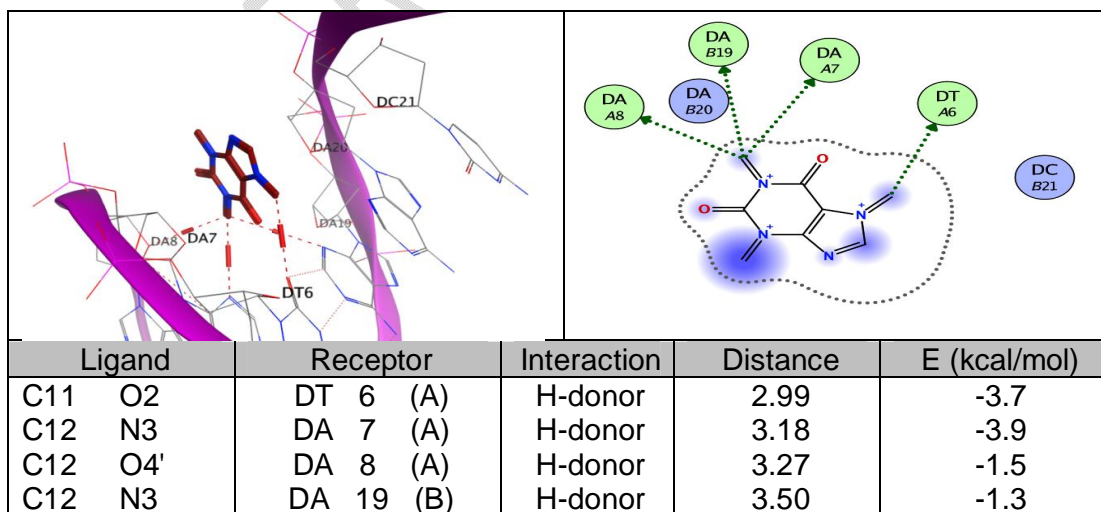 DC21
DA20
DA19
DA8 DA7
DT6
DA
B19
DA
A7
DA
A8
DA
B20
DT
A6
DC
B21
O
N+
O
N+
N+
N
Ligand Receptor Interaction Distance E (kcal/mol)
C11 O2 DT 6 (A) H-donor 2.99 -3.7
C12 N3 DA 7 (A) H-donor 3.18 -3.9
C12 O4' DA 8 (A) H-donor 3.27 -1.5
C12 N3 DA 19 (B) H-donor 3.50 -1.3